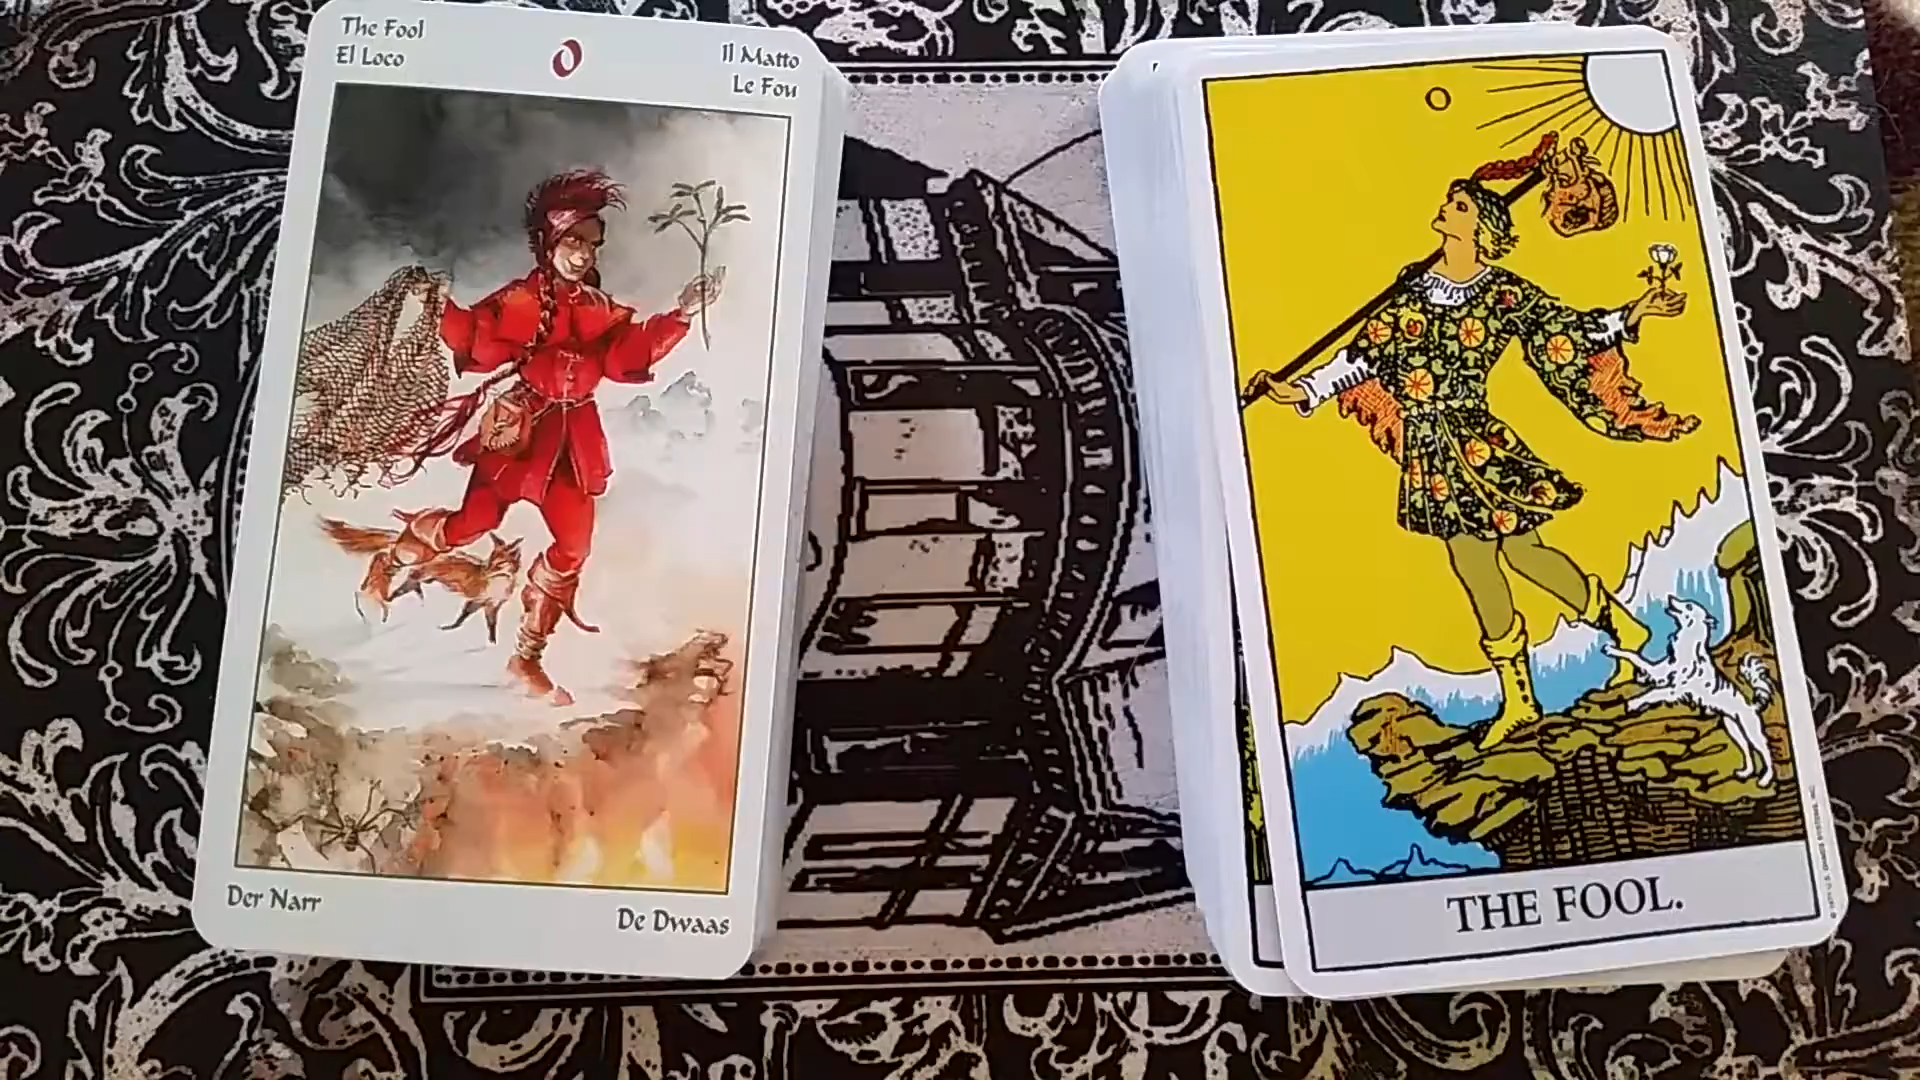 The Fool
El Loco
0
Il Matto
Le Fou
Der Narr
De Dwaas
0
THE FOOL.